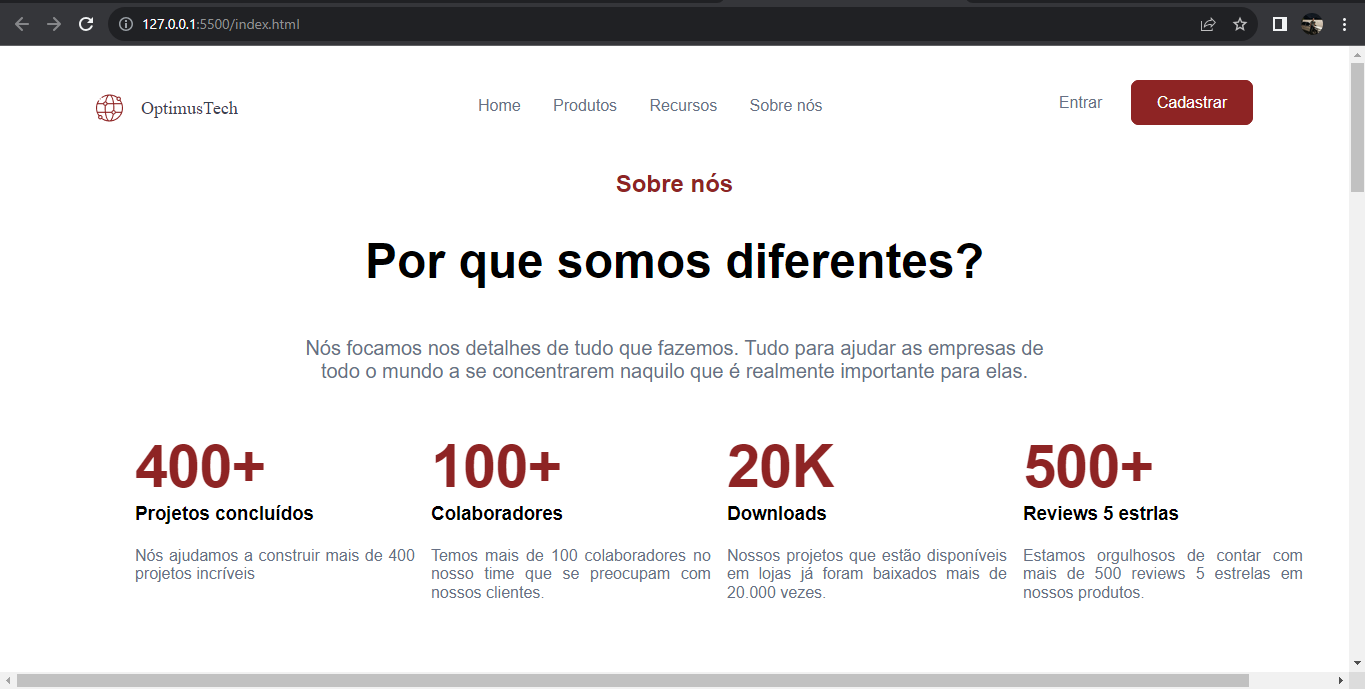 127.0.0.1:5500/index.html
OptimusTech
Home Produtos Recursos Sobre nós
Entrar Cadastrar
Sobre nós
Por que somos diferentes?
Nós focamos nos detalhes de tudo que fazemos. Tudo para ajudar as empresas de
todo o mundo a se concentrarem naquilo que é realmente importante para elas.
400+
Projetos concluídos
Nós ajudamos a construir mais de 400
projetos incríveis
100+
Colaboradores
Temos mais de 100 colaboradores no
nosso time que se preocupam com
nossos clientes.
20K
Downloads
Nossos projetos que estão disponíveis
em lojas já foram baixados mais de
20.000 vezes.
500+
Reviews 5 estrlas
Estamos orgulhosos de contar com
mais de 500 reviews 5 estrelas em
nossos produtos.